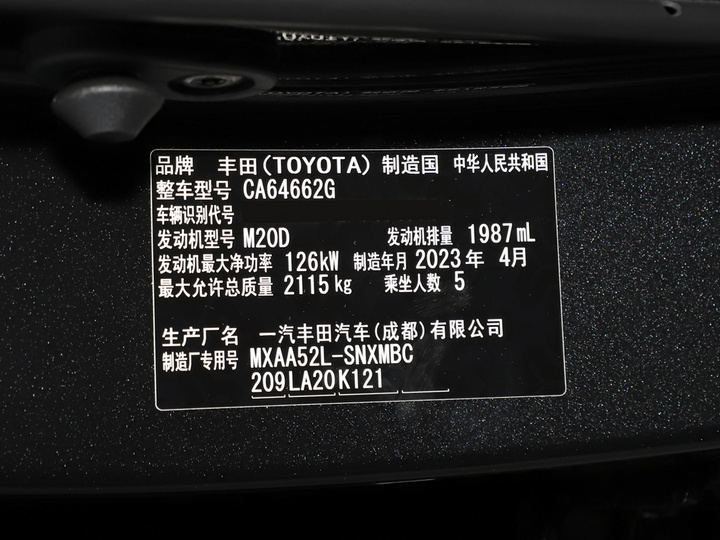 品牌 丰田(TOYOTA) 制造国 中华人民共和国
整车型号 CA64662G
车辆识别代号
发动机型号 M20D 发动机排量 1987mL
发动机最大净功率 126kW 制造年月 2023年 4月
最大允许总质量 2115kg 乘坐人数 5
生产厂名 一汽丰田汽车(成都)有限公司
制造厂专用号 MXAA52L-SNXMBC
209LA20K121